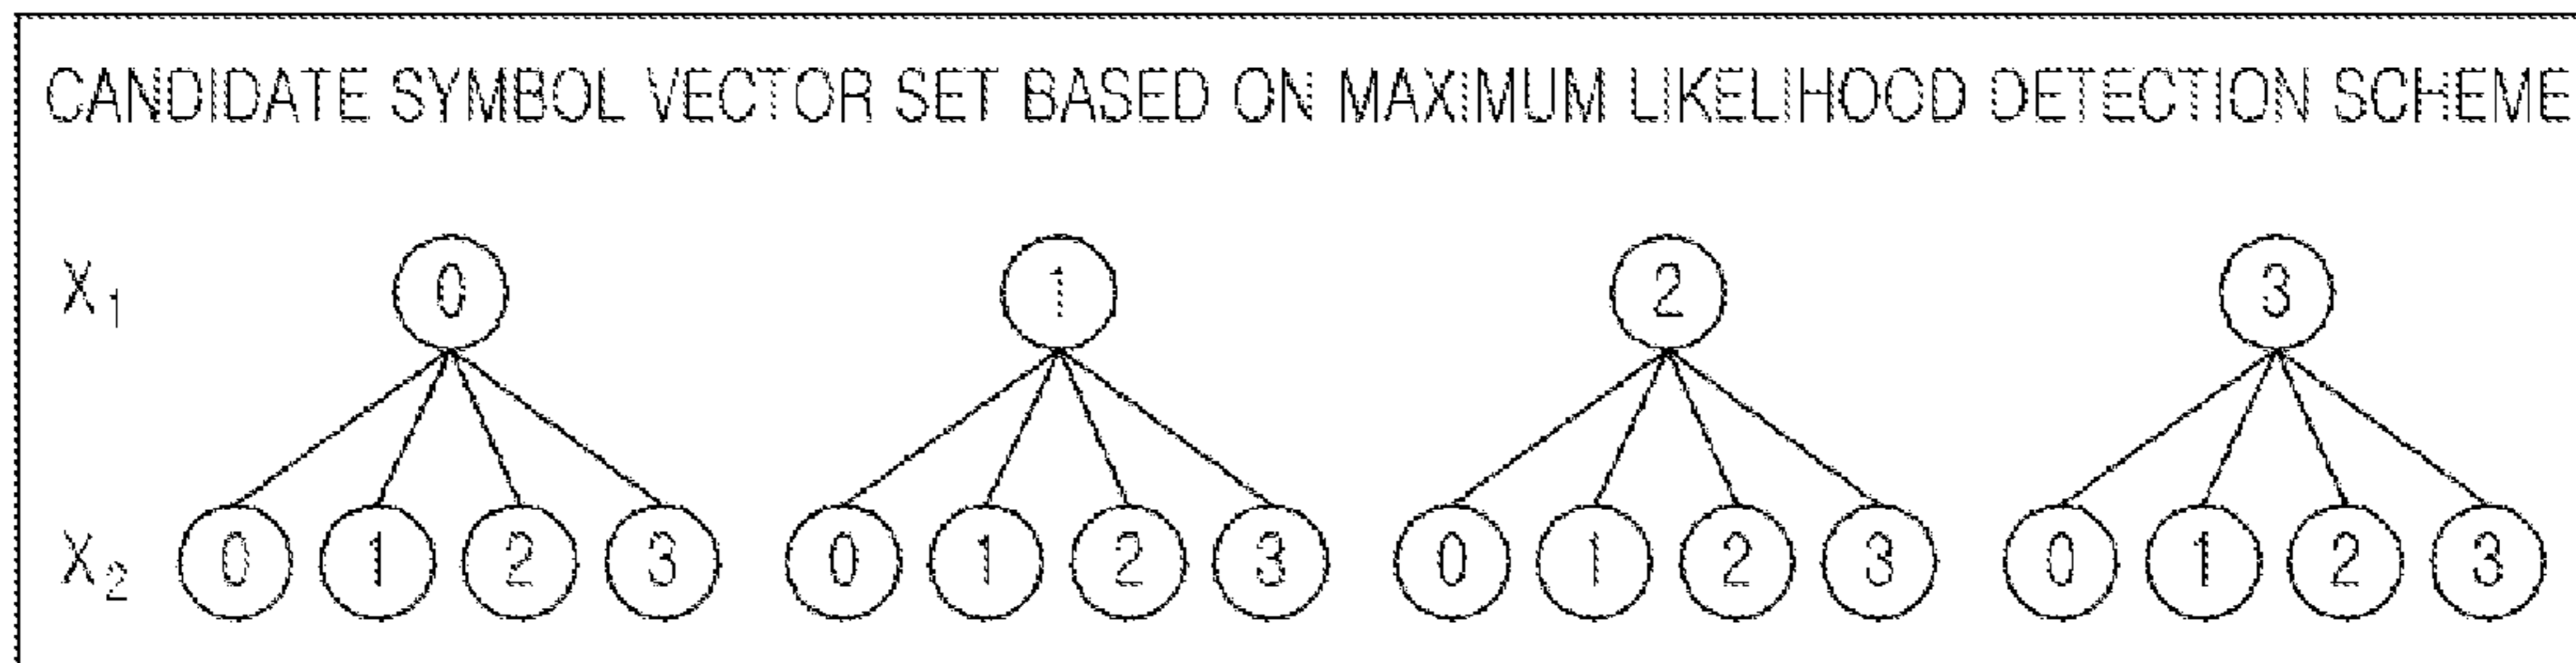 CANDIDATE SYMBOL VECTOR SET BASED ON MAXIMUM LIKELIHOOD DETECTION SCHEME
X₁ 0 1 2 3
X₂ 0 1 2 3 0 1 2 3 0 1 2 3 0 1 2 3